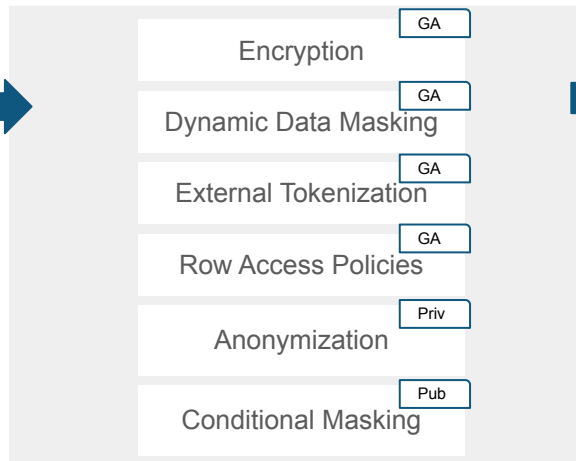 GA
Encryption
GA
Dynamic Data Masking
GA
External Tokenization
GA
Row Access Policies
Priv
Anonymization
Pub
Conditional Masking